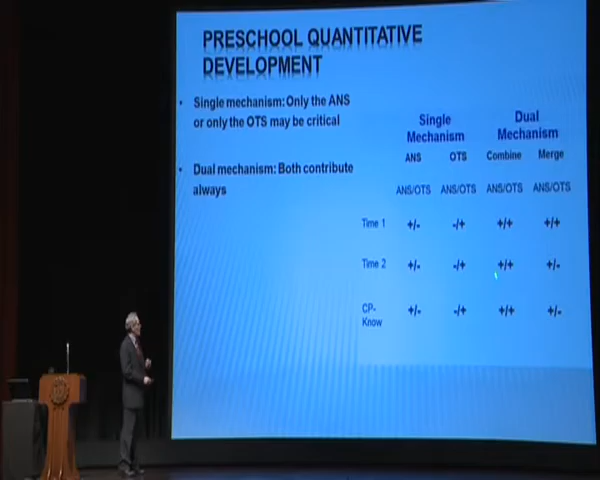 PRESCHOOL QUANTITATIVE
DEVELOPMENT
• Single mechanism: Only the ANS
or only the OTS may be critical
• Dual mechanism: Both contribute
always
Single Mechanism Dual Mechanism
ANS OTS Combine Merge
ANS/OTS ANS/OTS ANS/OTS ANS/OTS
Time 1 +/- -/+ +/+ +/+
Time 2 +/- -/+ +/+ +/-
CP-Know +/- -/+ +/+ +/-